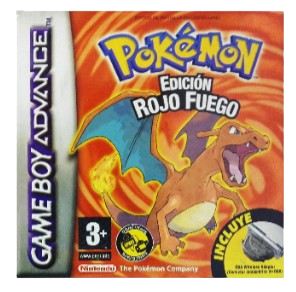 GAME BOY ADVANCE
POKéMON
EDICIÓN
ROJO FUEGO
INCLUYE
3+
Nintendo The Pokémon Company